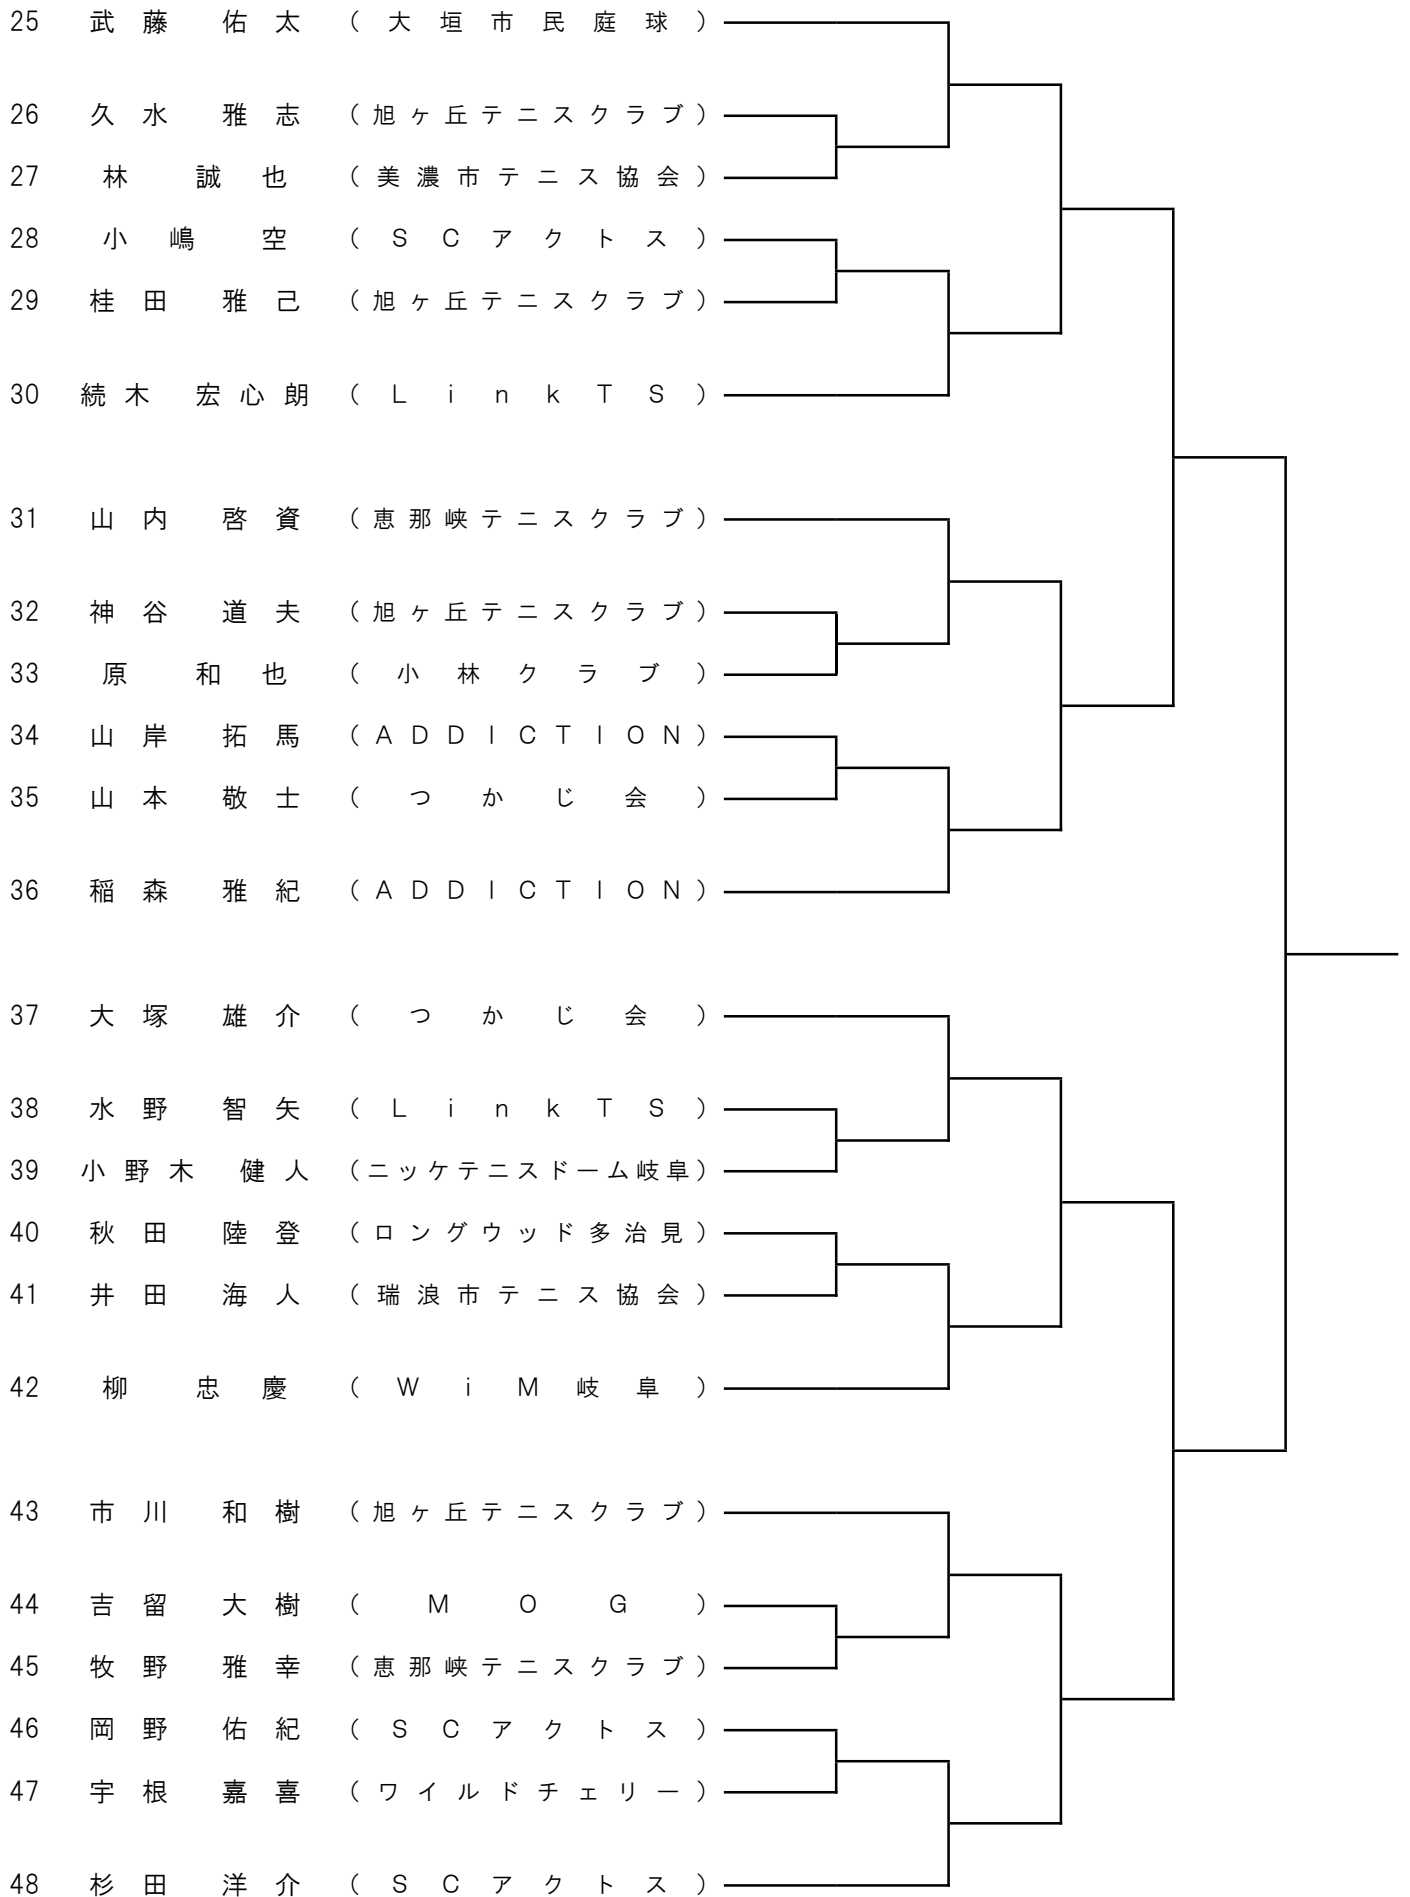 25 武藤 佑太 （大垣市民庭球）
26 久水 雅志 （旭ヶ丘テニスクラブ）
27 林 誠也 （美濃市テニス協会）
28 小嶋 空 （SCアクトス）
29 桂田 雅己 （旭ヶ丘テニスクラブ）
30 続木 宏心朗 （LinkTS）
31 山内 啓資 （恵那峡テニスクラブ）
32 神谷 道夫 （旭ヶ丘テニスクラブ）
33 原 和也 （小林クラブ）
34 山岸 拓馬 （ADDICTION）
35 山本 敬士 （つかじ会）
36 稲森 雅紀 （ADDICTION）
37 大塚 雄介 （つかじ会）
38 水野 智矢 （LinkTS）
39 小野木 健人 （ニッケテニスドーム岐阜）
40 秋田 陸登 （ロングウッド多治見）
41 井田 海人 （瑞浪市テニス協会）
42 柳 忠慶 （WiM岐阜）
43 市川 和樹 （旭ヶ丘テニスクラブ）
44 吉留 大樹 （MOG）
45 牧野 雅幸 （恵那峡テニスクラブ）
46 岡野 佑紀 （SCアクトス）
47 宇根 嘉喜 （ワイルドチェリー）
48 杉田 洋介 （SCアクトス）